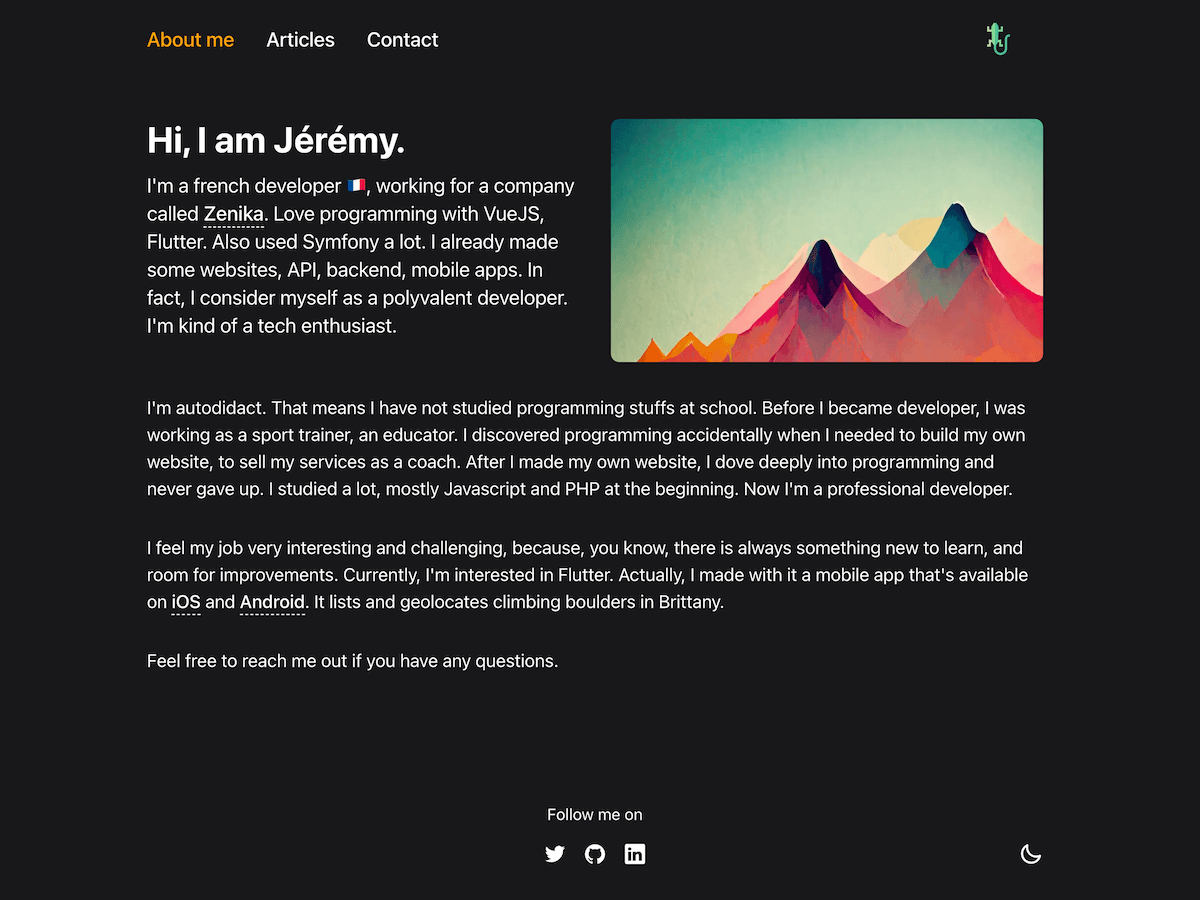 About me Articles Contact
Hi, I am Jérémy.
I'm a french developer 🇫🇷, working for a company
called Zenika. Love programming with VueJS,
Flutter. Also used Symfony a lot. I already made
some websites, API, backend, mobile apps. In
fact, I consider myself as a polyvalent developer.
I'm kind of a tech enthusiast.
I'm autodidact. That means I have not studied programming stuffs at school. Before I became developer, I was
working as a sport trainer, an educator. I discovered programming accidentally when I needed to build my own
website, to sell my services as a coach. After I made my own website, I dove deeply into programming and
never gave up. I studied a lot, mostly Javascript and PHP at the beginning. Now I'm a professional developer.
I feel my job very interesting and challenging, because, you know, there is always something new to learn, and
room for improvements. Currently, I'm interested in Flutter. Actually, I made with it a mobile app that's available
on iOS and Android. It lists and geolocates climbing boulders in Brittany.
Feel free to reach me out if you have any questions.
Follow me on
in